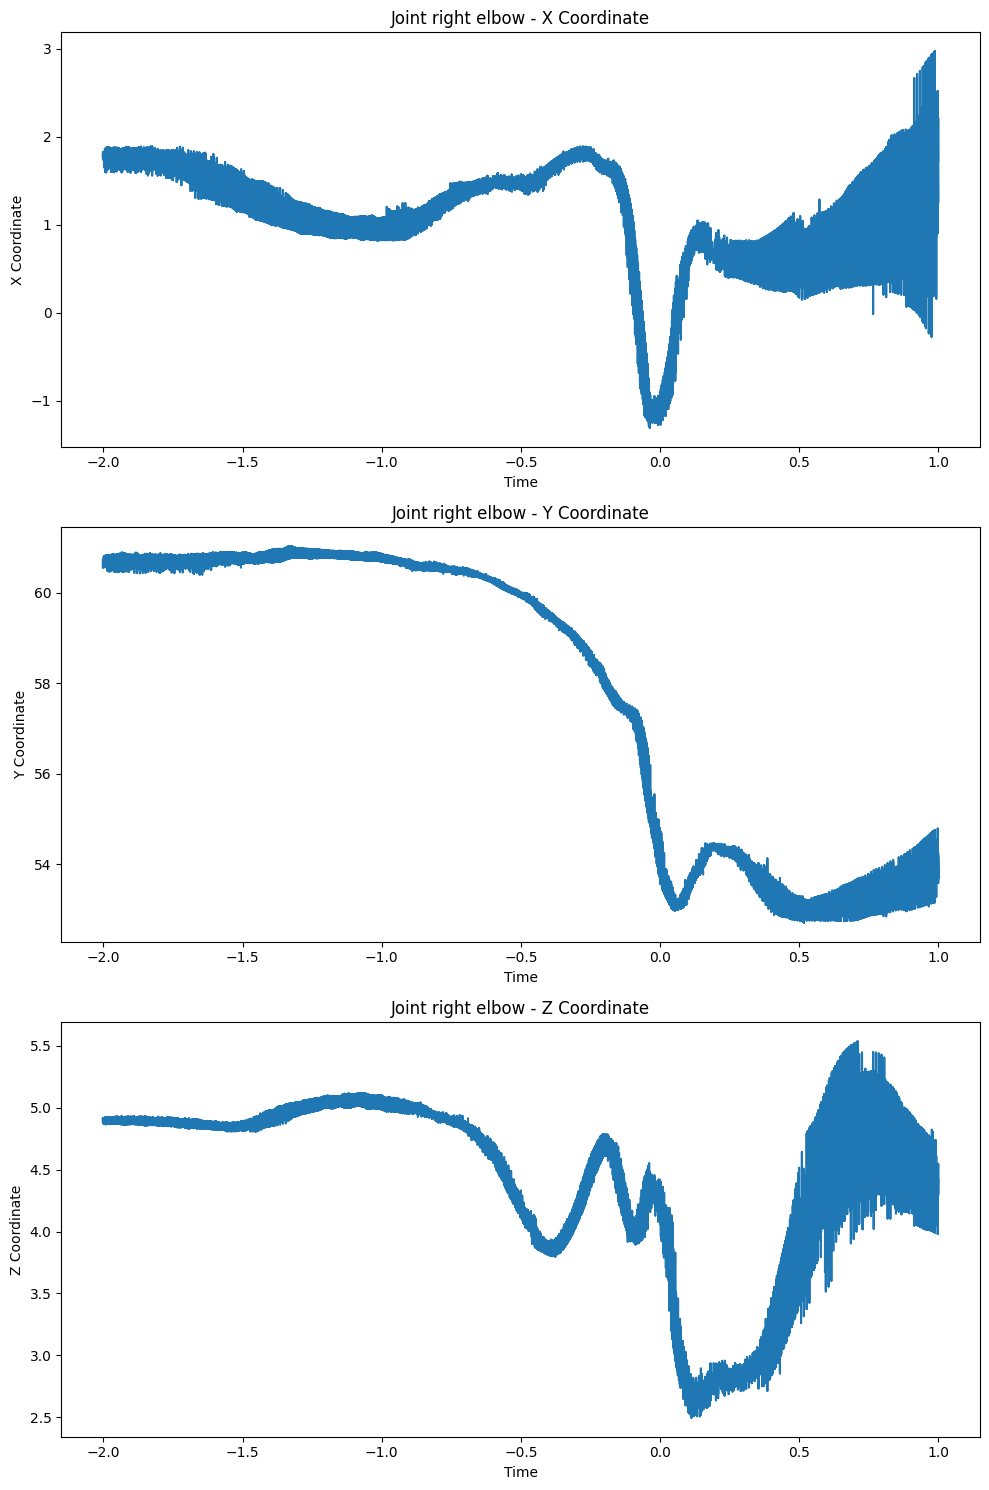 Joint right elbow - X Coordinate
3
2
1
0
−1
X Coordinate
−2.0 −1.5 −1.0 −0.5 0.0 0.5 1.0
Time
Joint right elbow - Y Coordinate
60
58
56
54
Y Coordinate
−2.0 −1.5 −1.0 −0.5 0.0 0.5 1.0
Time
Joint right elbow - Z Coordinate
5.5
5.0
4.5
4.0
3.5
3.0
2.5
Z Coordinate
−2.0 −1.5 −1.0 −0.5 0.0 0.5 1.0
Time